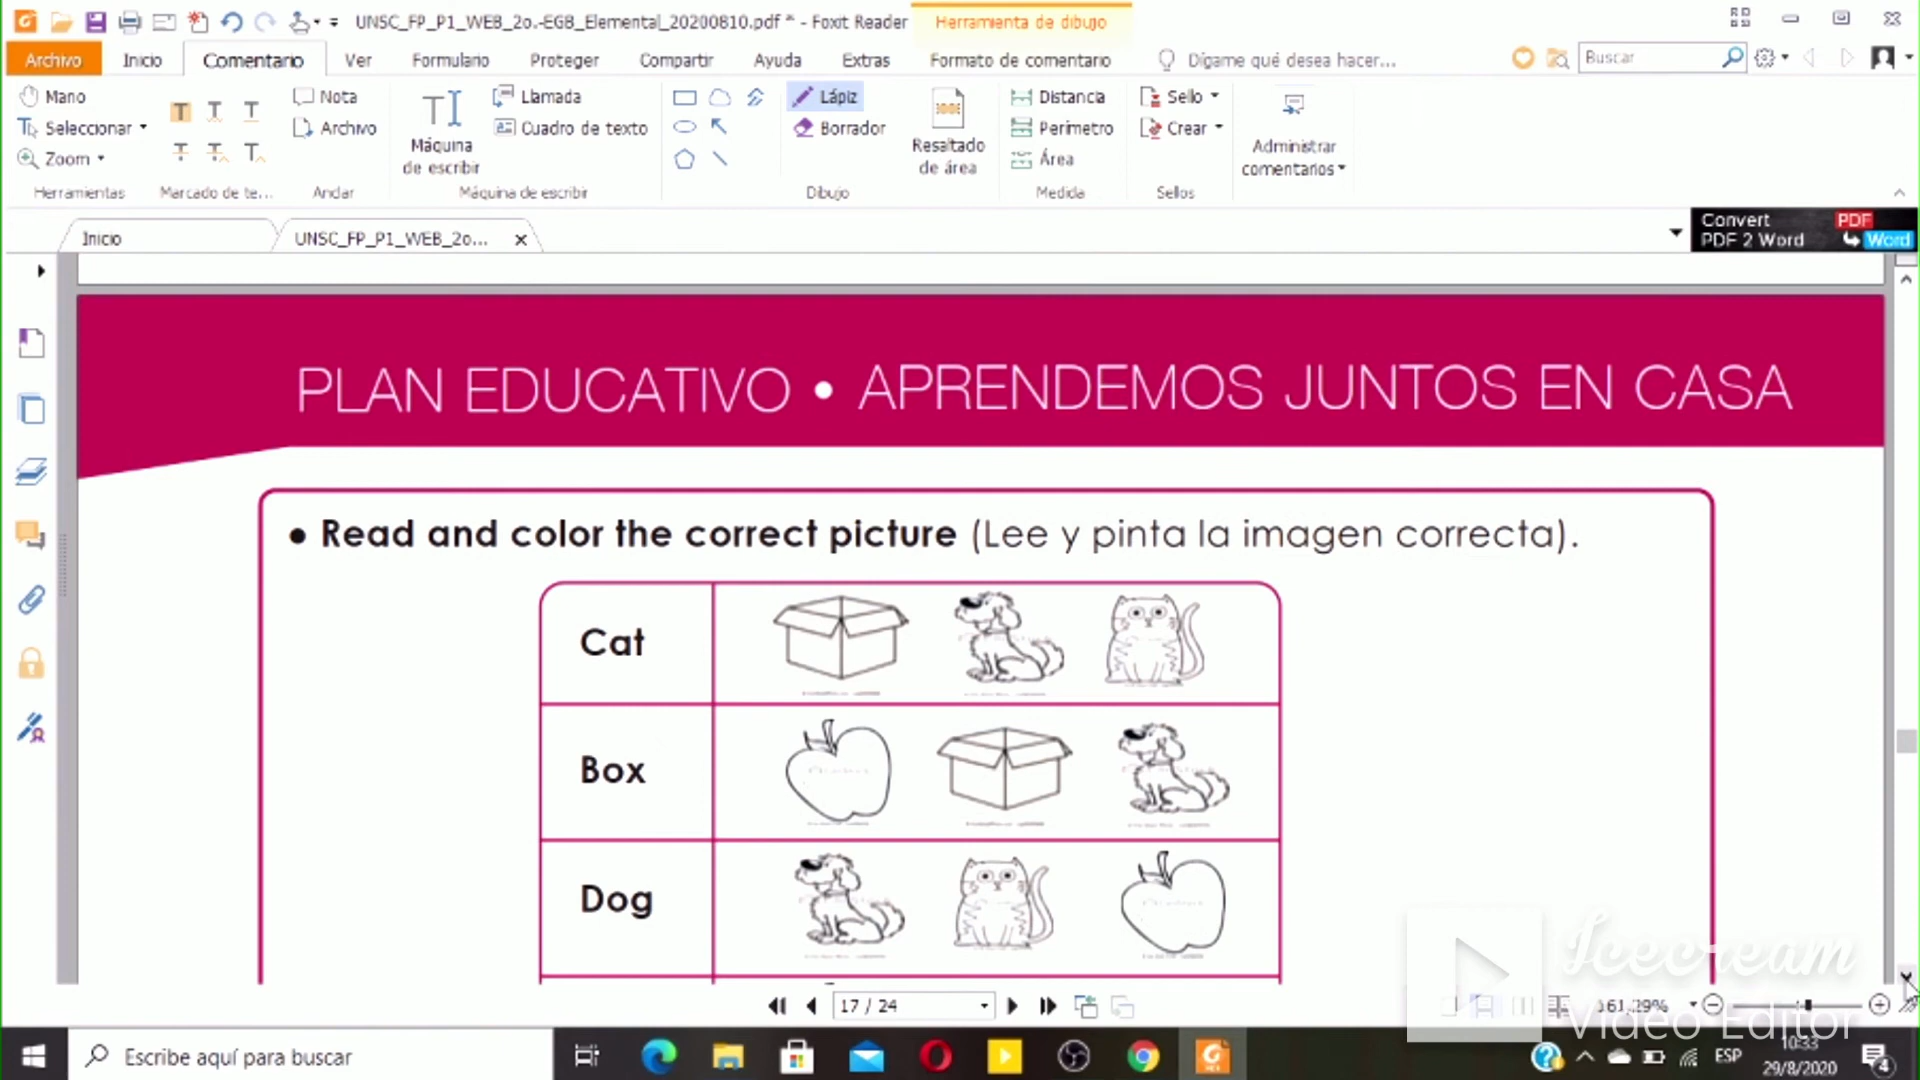 UNSC_FP_P1_WEB_2o.-EGB_Elemental_20200810.pdf * - Foxit Reader
Herramienta de dibujo
Archivo
Inicio
Comentario
Ver
Formulario
Proteger
Compartir
Ayuda
Extras
Formato de comentario
Dígame qué desea hacer...
Buscar
Mano
Seleccionar
Zoom
Herramientas
Marcado de te...
Nota
Archivo
Anclar
Máquina
de escribir
Llamada
Cuadro de texto
Máquina de escribir
Lápiz
Borrador
Dibujo
Resaltado
de área
Distancia
Perímetro
Área
Medida
Sello
Crear
Sellos
Administrar
comentarios
Inicio
UNSC_FP_P1_WEB_2o...
Convert
PDF 2 Word
PDF
Word
PLAN EDUCATIVO • APRENDEMOS JUNTOS EN CASA
● Read and color the correct picture (Lee y pinta la imagen correcta).
Cat
Box
Dog
17 / 24
Icecream
Video Editor
Escribe aquí para buscar
ESP
10:33
29/8/2020
4